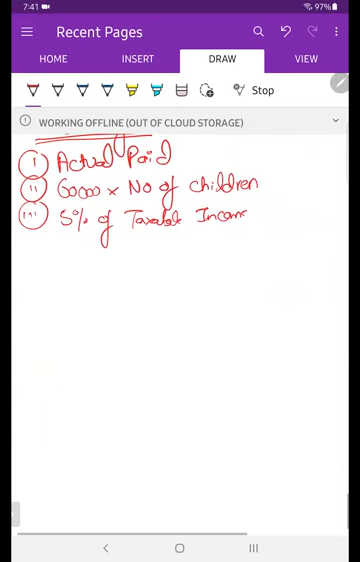 7:41
97%
Recent Pages
HOME INSERT DRAW VIEW
Stop
WORKING OFFLINE (OUT OF CLOUD STORAGE)
(i) Actual Paid
(ii) 60000 x No of children
(iii) 5% of Taxable Income